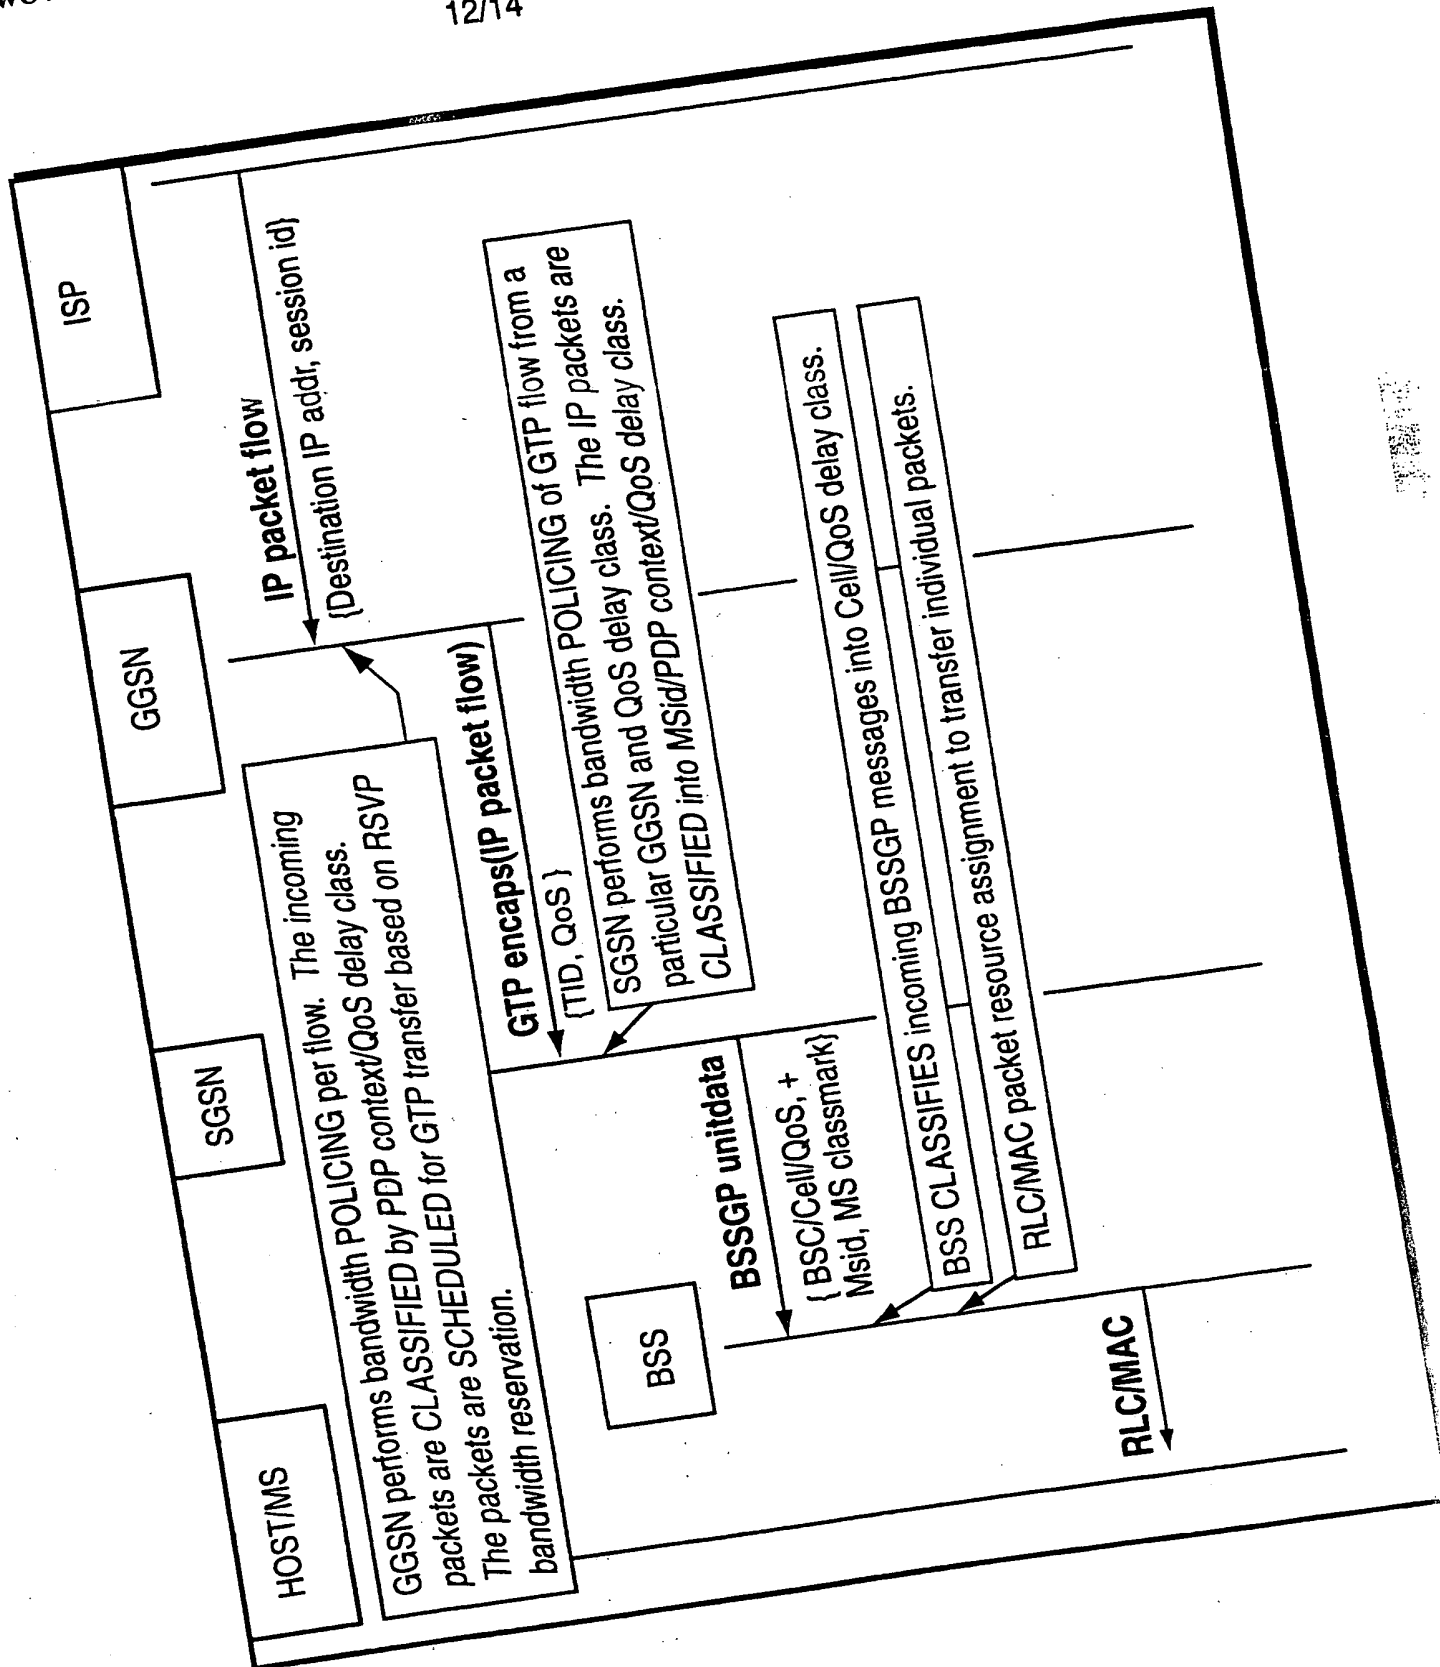 12/14
HOST/MS
SGSN
GGSN
ISP
IP packet flow
{Destination IP addr, session id}
GGSN performs bandwidth POLICING per flow. The incoming
packets are CLASSIFIED by PDP context/QoS delay class.
The packets are SCHEDULED for GTP transfer based on RSVP
bandwidth reservation.
GTP encaps(IP packet flow)
{TID, QoS }
SGSN performs bandwidth POLICING of GTP flow from a
particular GGSN and QoS delay class. The IP packets are
CLASSIFIED into MSid/PDP context/QoS delay class.
BSS
BSSGP unitdata
{ BSC/Cell/QoS, +
Msid, MS classmark}
BSS CLASSIFIES incoming BSSGP messages into Cell/QoS delay class.
RLC/MAC packet resource assignment to transfer individual packets.
RLC/MAC